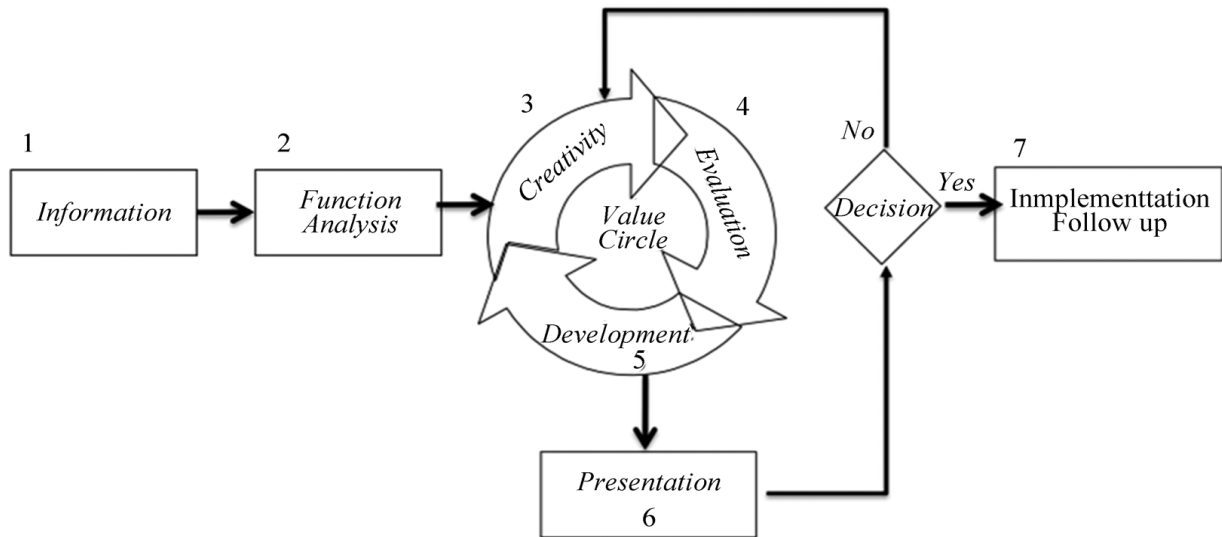 1
Information
2
Function
Analysis
3
Creativity
4
Evaluation
Value
Circle
Development
5
Presentation
6
No
Decision
Yes
7
Inmplementtation
Follow up